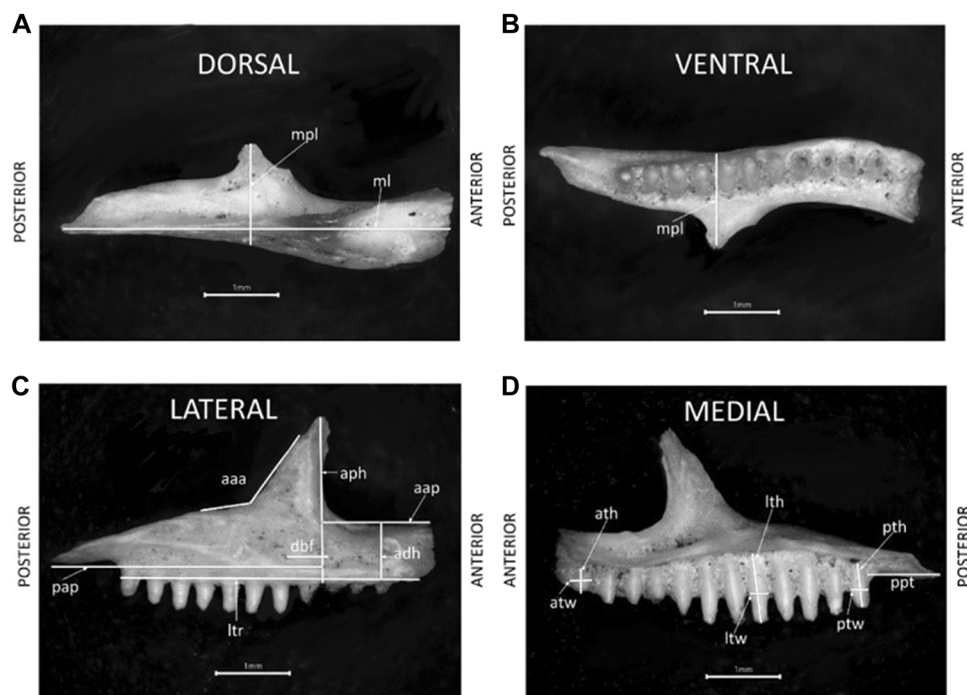 A
DORSAL
POSTERIOR
ANTERIOR
mpl
ml
1mm
B
VENTRAL
POSTERIOR
ANTERIOR
mpl
1mm
C
LATERAL
POSTERIOR
ANTERIOR
aaa
aph
aap
dbf
adh
pap
ltr
1mm
D
MEDIAL
ANTERIOR
POSTERIOR
ath
lth
pth
atw
ltw
ptw
ppt
1mm